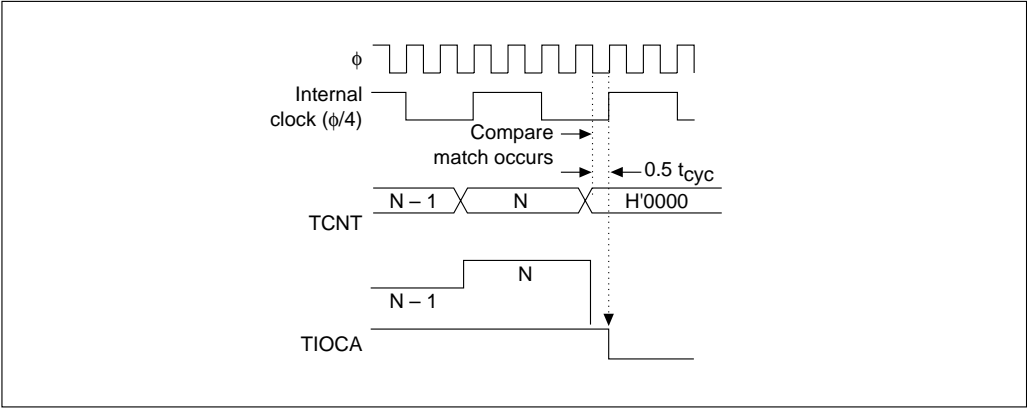 ϕ
Internal
clock (ϕ/4)
Compare
match occurs
0.5 tcyc
N – 1 N H'0000
TCNT
N
N – 1
TIOCA